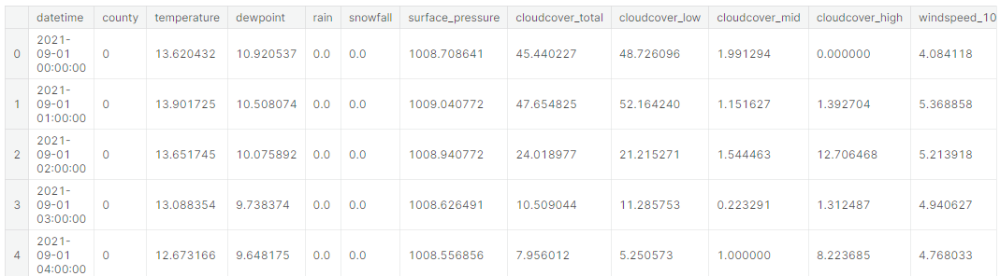 datetime county temperature dewpoint rain snowfall surface_pressure cloudcover_total cloudcover_low cloudcover_mid cloudcover_high windspeed_10
0 2021-09-01 00:00:00 0 13.620432 10.920537 0.0 0.0 1008.708641 45.440227 48.726096 1.991294 0.000000 4.084118
1 2021-09-01 01:00:00 0 13.901725 10.508074 0.0 0.0 1009.040772 47.654825 52.164240 1.151627 1.392704 5.368858
2 2021-09-01 02:00:00 0 13.651745 10.075892 0.0 0.0 1008.940772 24.018977 21.215271 1.544463 12.706468 5.213918
3 2021-09-01 03:00:00 0 13.088354 9.738374 0.0 0.0 1008.626491 10.509044 11.285753 0.223291 1.312487 4.940627
4 2021-09-01 04:00:00 0 12.673166 9.648175 0.0 0.0 1008.556856 7.956012 5.250573 1.000000 8.223685 4.768033